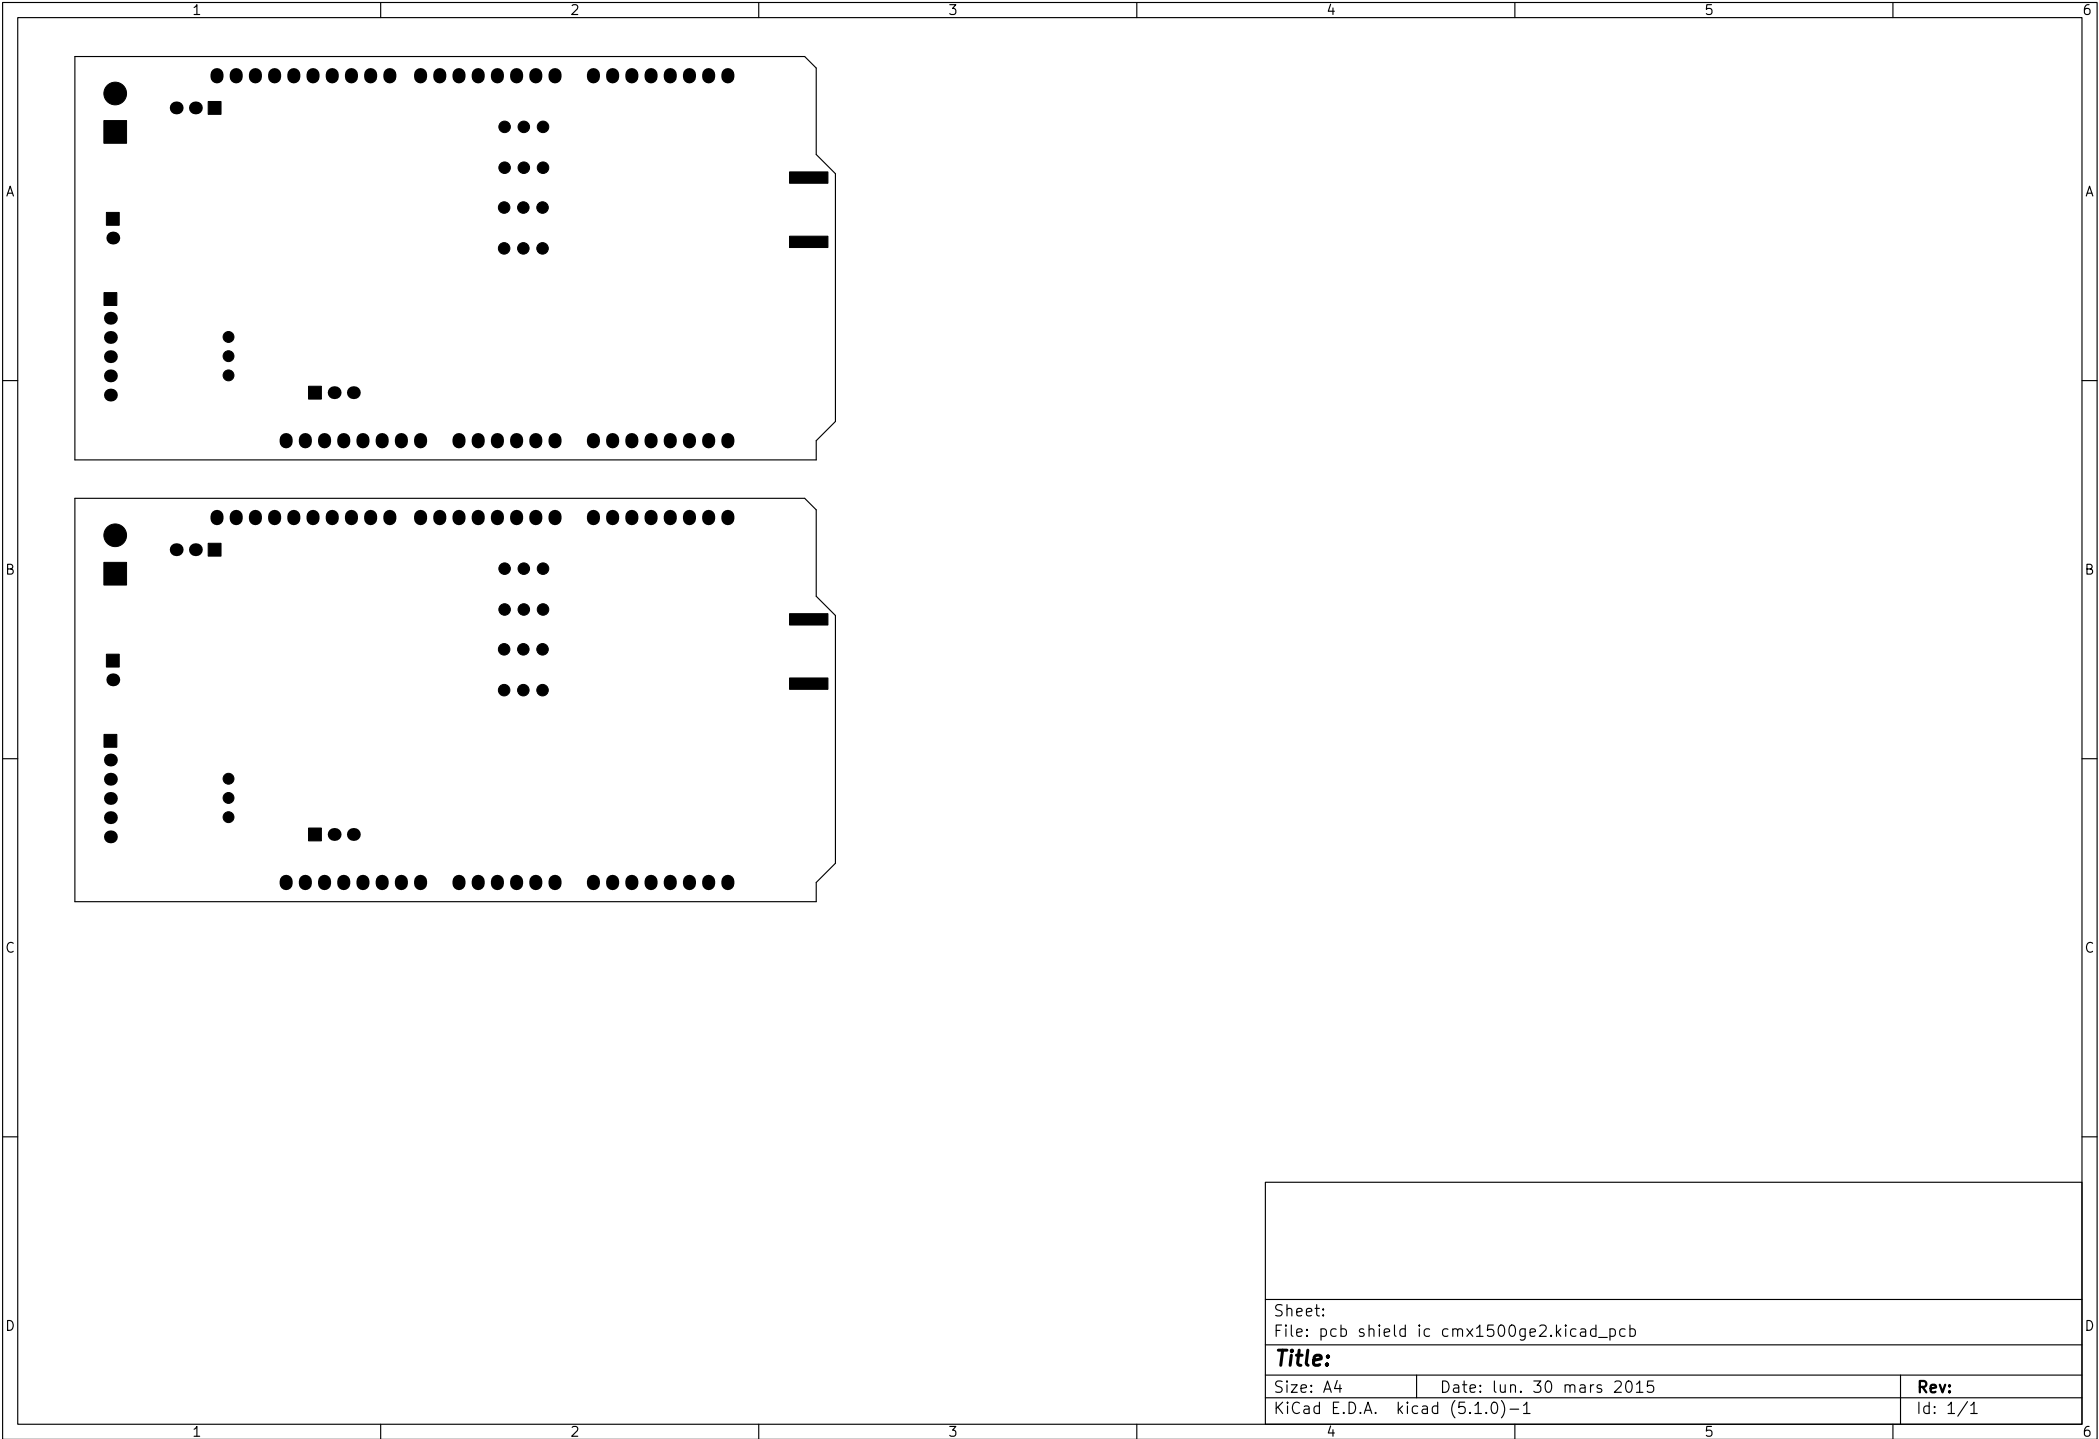 1 2 3 4 5 6
A A
B B
C C
D D
Sheet:
File: pcb shield ic cmx1500ge2.kicad_pcb
Title:
Size: A4 Date: lun. 30 mars 2015 Rev:
KiCad E.D.A. kicad (5.1.0)-1 Id: 1/1
1 2 3 4 5 6